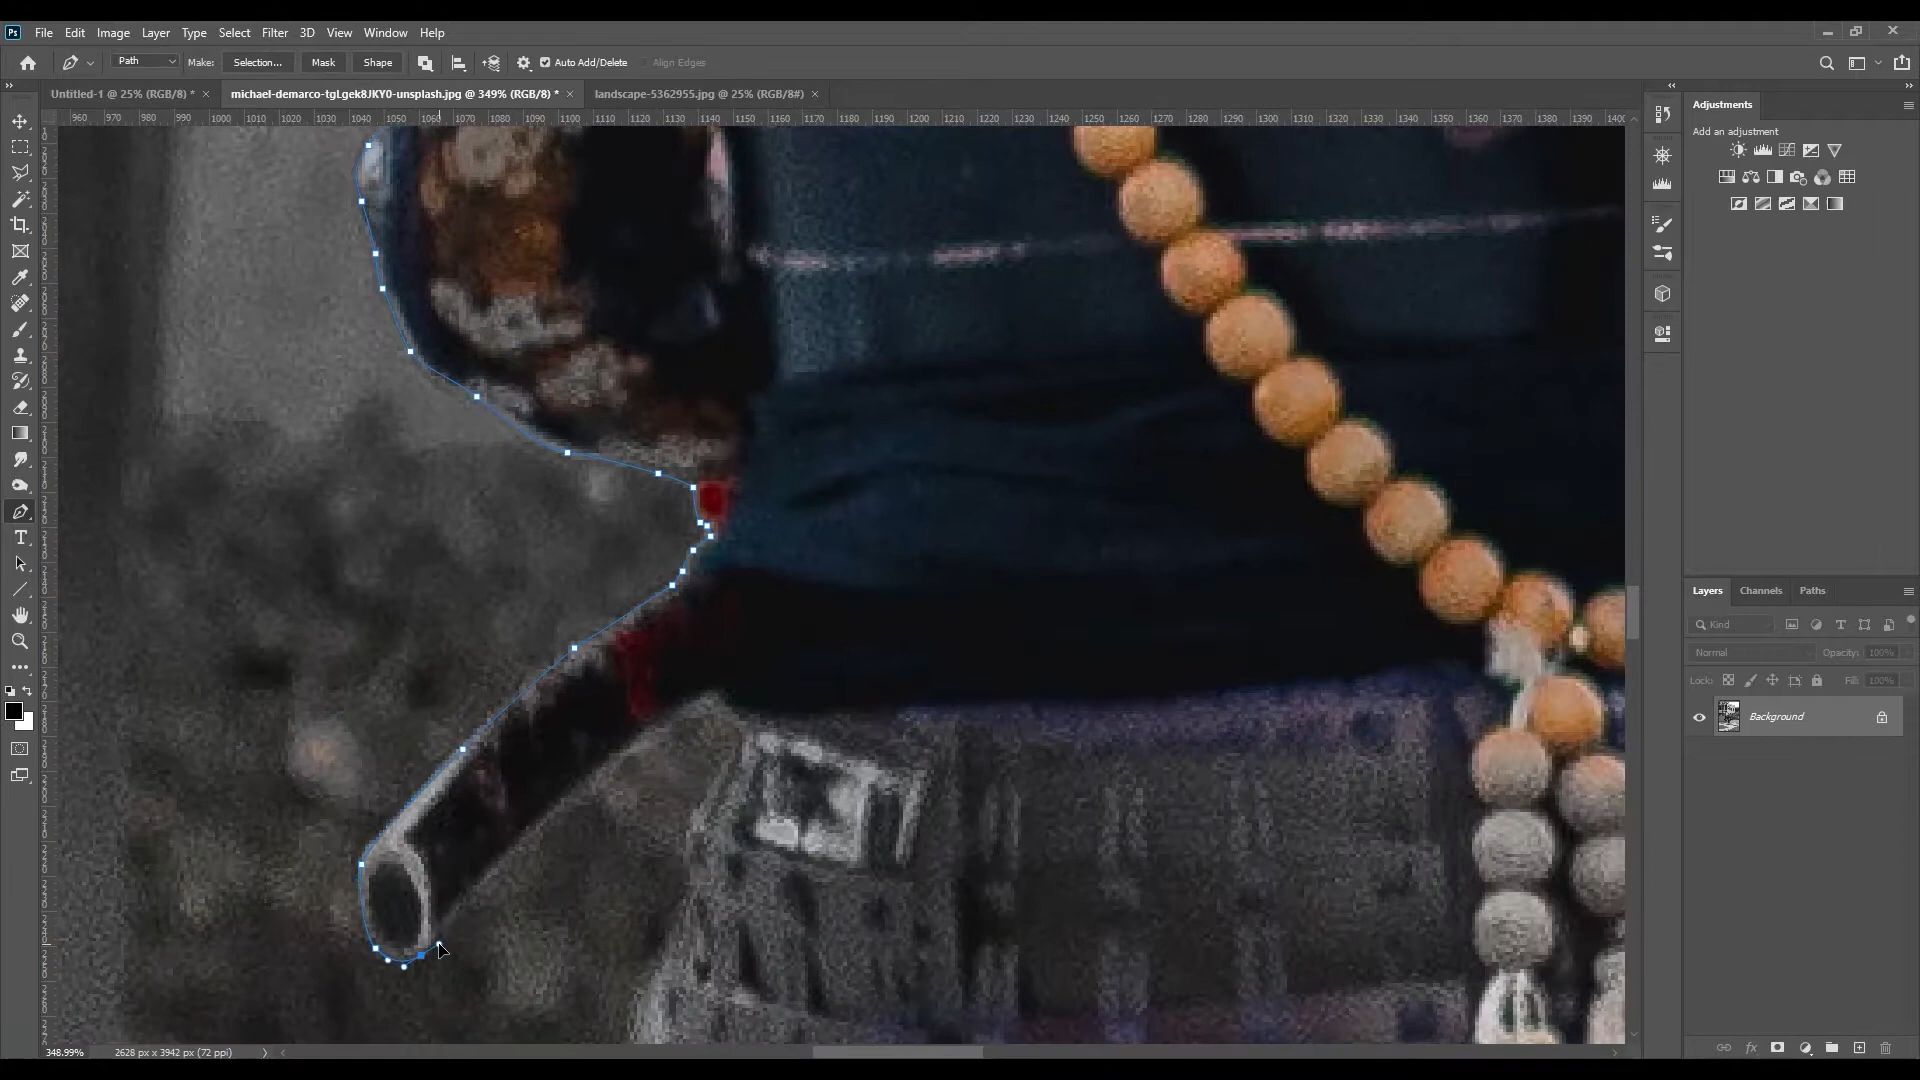 Ps File Edit Image Layer Type Select Filter 3D View Window Help
Path Make: Selection... Mask Shape Auto Add/Delete Align Edges
Untitled-1 @ 25% (RGB/8) * × michael-demarco-tgLgek8JKY0-unsplash.jpg @ 349% (RGB/8) * × landscape-5362955.jpg @ 25% (RGB/8#) ×
960 970 980 990 1000 1010 1020 1030 1040 1050 1060 1070 1080 1090 1100 1110 1120 1130 1140 1150 1160 1170 1180 1190 1200 1210 1220 1230 1240 1250 1260 1270 1280 1290 1300 1310 1320 1330 1340 1350 1360 1370 1380 1390 1400
Adjustments
Add an adjustment
Layers Channels Paths
Kind
Normal Opacity: 100%
Lock: Fill: 100%
Background
348.99% 2628 px x 3942 px (72 ppi)